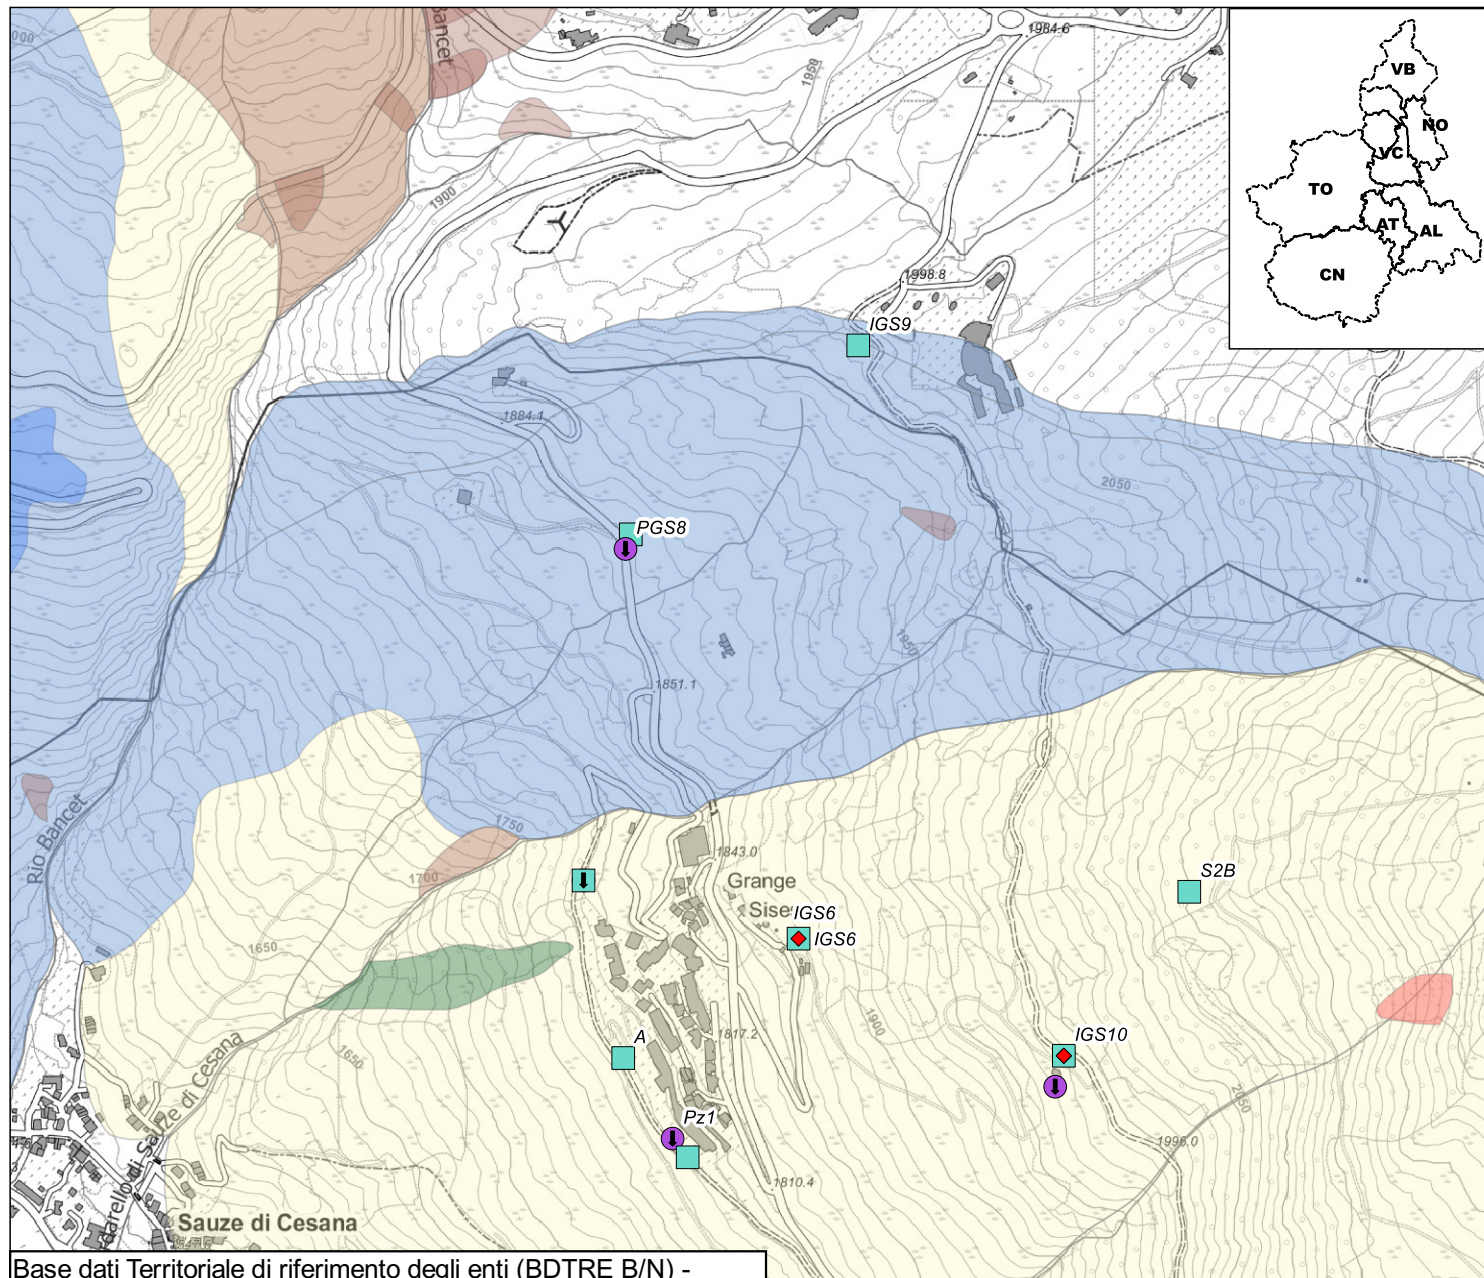 000
Bancet
1984.6
1950
VB
NO
VC
TO
AT
AL
CN
1900
1998.8
IGS9
1884.1
2050
PGS8
1950
1851.1
Rio Bancet
1750
1843.0
1700
Grange
Sises
S2B
IGS6
IGS6
1650
1900
A
1817.2
IGS10
1650
2050
Pz1
1996.0
di Sauze di Cesana
1810.4
Sauze di Cesana
Base dati Territoriale di riferimento degli enti (BDTRE B/N) -